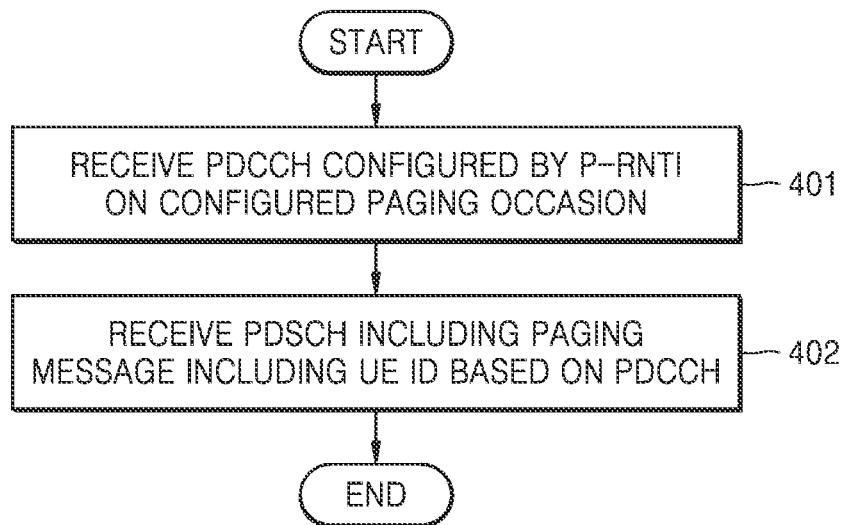 START
RECEIVE PDCCH CONFIGURED BY P-RNTI
ON CONFIGURED PAGING OCCASION
401
RECEIVE PDSCH INCLUDING PAGING
MESSAGE INCLUDING UE ID BASED ON PDCCH
402
END